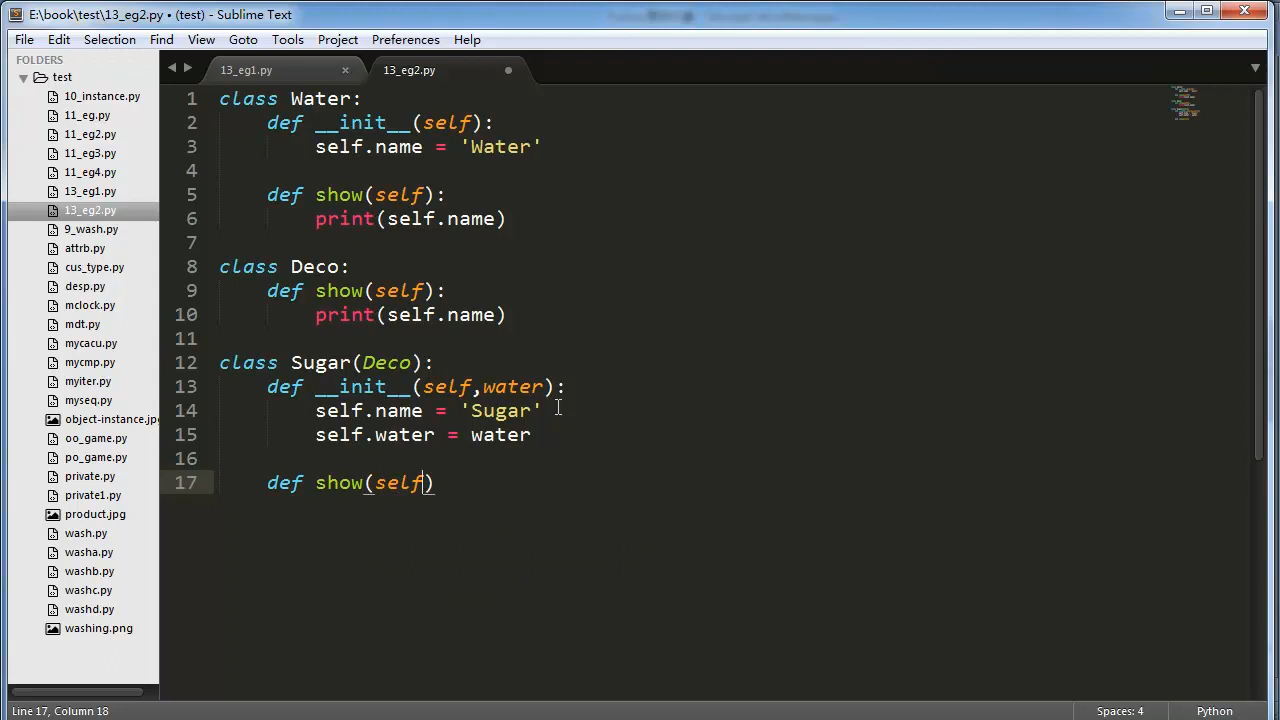 E:\book\test\13_eg2.py • (test) - Sublime Text
File Edit Selection Find View Goto Tools Project Preferences Help
FOLDERS
test
10_instance.py
11_eg.py
11_eg2.py
11_eg3.py
11_eg4.py
13_eg1.py
13_eg2.py
9_wash.py
attrb.py
cus_type.py
desp.py
mclock.py
mdt.py
mycacu.py
mycmp.py
myiter.py
myseq.py
object-instance.jpg
oo_game.py
po_game.py
private.py
private1.py
product.jpg
wash.py
washa.py
washb.py
washc.py
washd.py
washing.png
13_eg1.py 13_eg2.py
1 class Water:
2     def __init__(self):
3         self.name = 'Water'
4
5     def show(self):
6         print(self.name)
7
8 class Deco:
9     def show(self):
10         print(self.name)
11
12 class Sugar(Deco):
13     def __init__(self,water):
14         self.name = 'Sugar'
15         self.water = water
16
17     def show(self)
Line 17, Column 18 Spaces: 4 Python